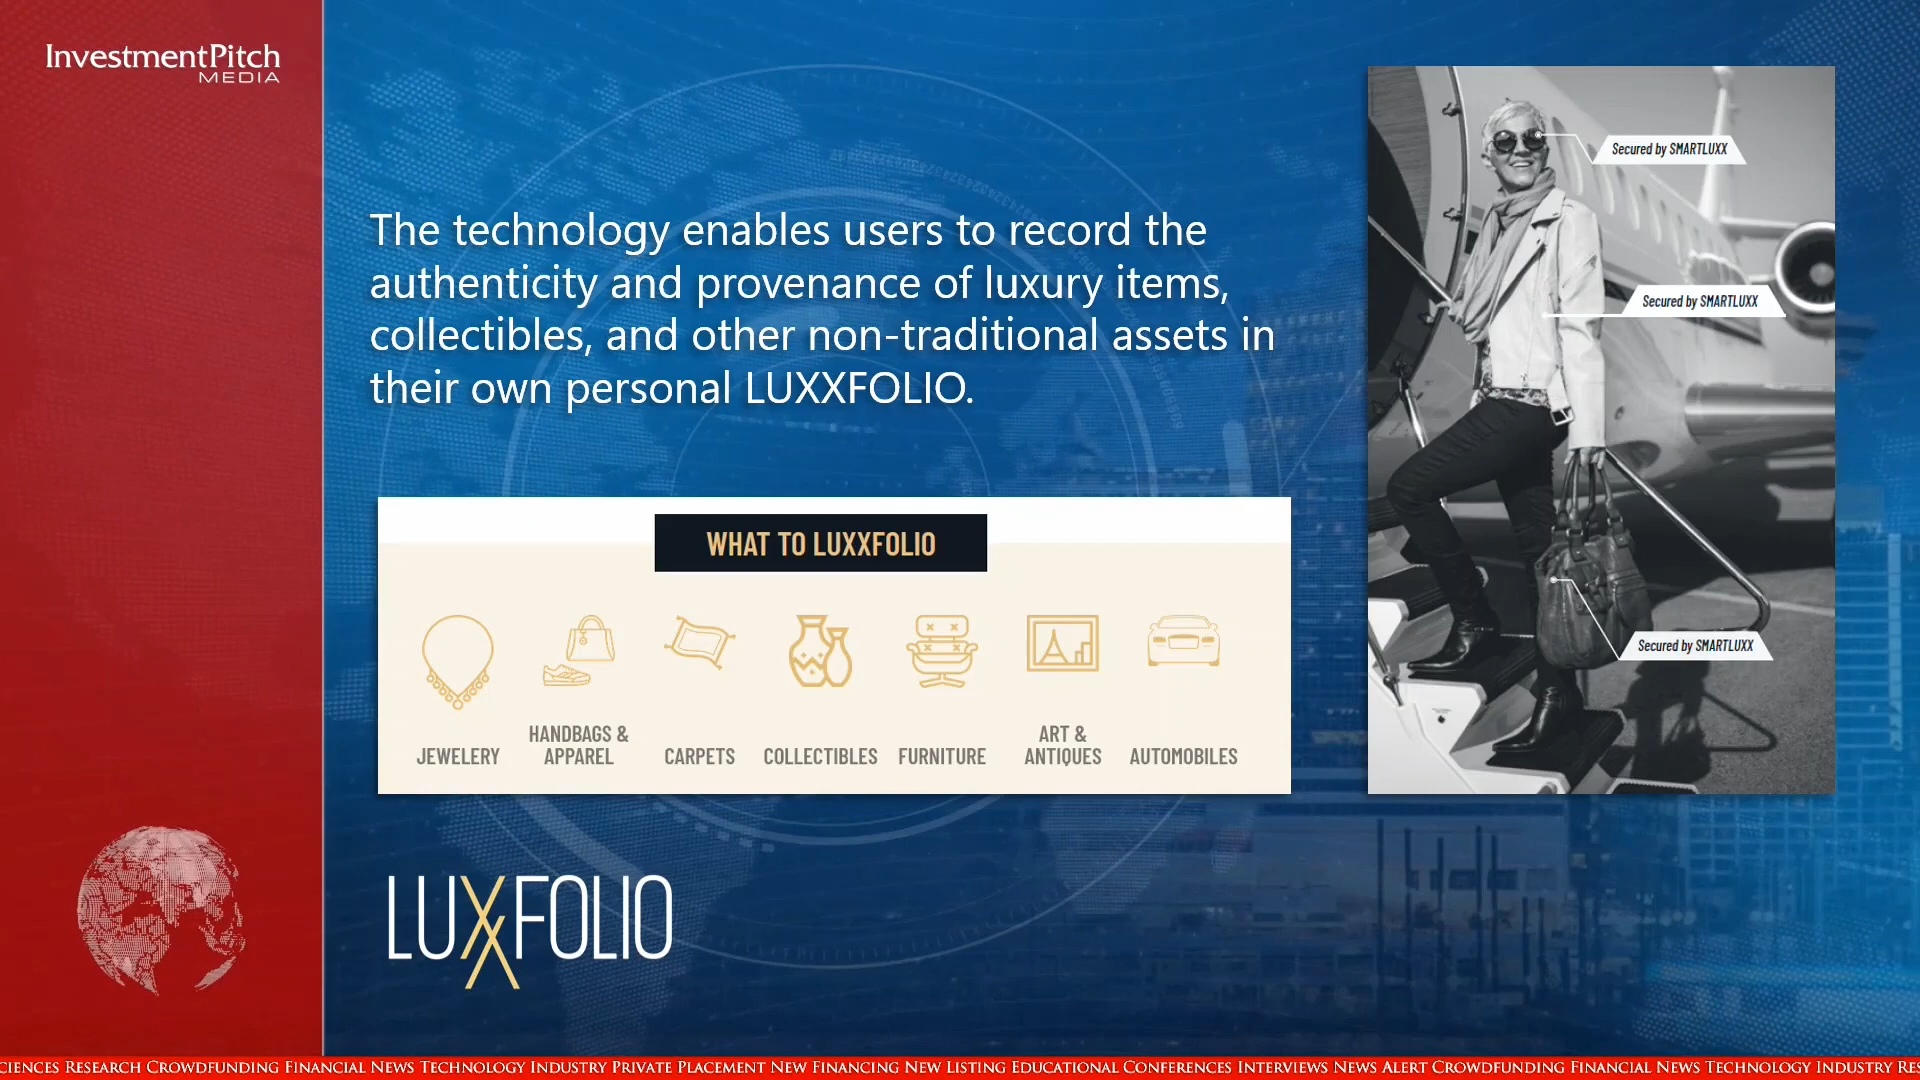 InvestmentPitch
MEDIA
The technology enables users to record the
authenticity and provenance of luxury items,
collectibles, and other non-traditional assets in
their own personal LUXXFOLIO.
WHAT TO LUXXFOLIO
JEWELERY
HANDBAGS &
APPAREL
CARPETS
COLLECTIBLES
FURNITURE
ART &
ANTIQUES
AUTOMOBILES
Secured by SMARTLUXX
Secured by SMARTLUXX
Secured by SMARTLUXX
LUXXFOLIO
CIENCES RESEARCH CROWDFUNDING FINANCIAL NEWS TECHNOLOGY INDUSTRY PRIVATE PLACEMENT NEW FINANCING NEW LISTING EDUCATIONAL CONFERENCES INTERVIEWS NEWS ALERT CROWDFUNDING FINANCIAL NEWS TECHNOLOGY INDUSTRY RES